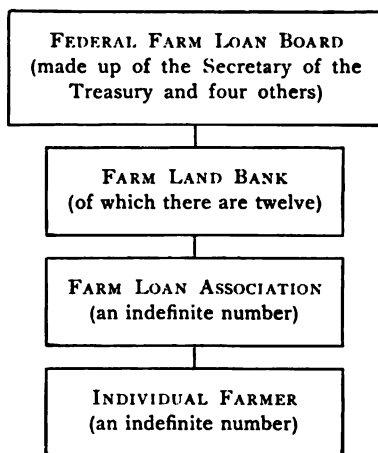 FEDERAL FARM LOAN BOARD
(made up of the Secretary of the
Treasury and four others)
FARM LAND BANK
(of which there are twelve)
FARM LOAN ASSOCIATION
(an indefinite number)
INDIVIDUAL FARMER
(an indefinite number)